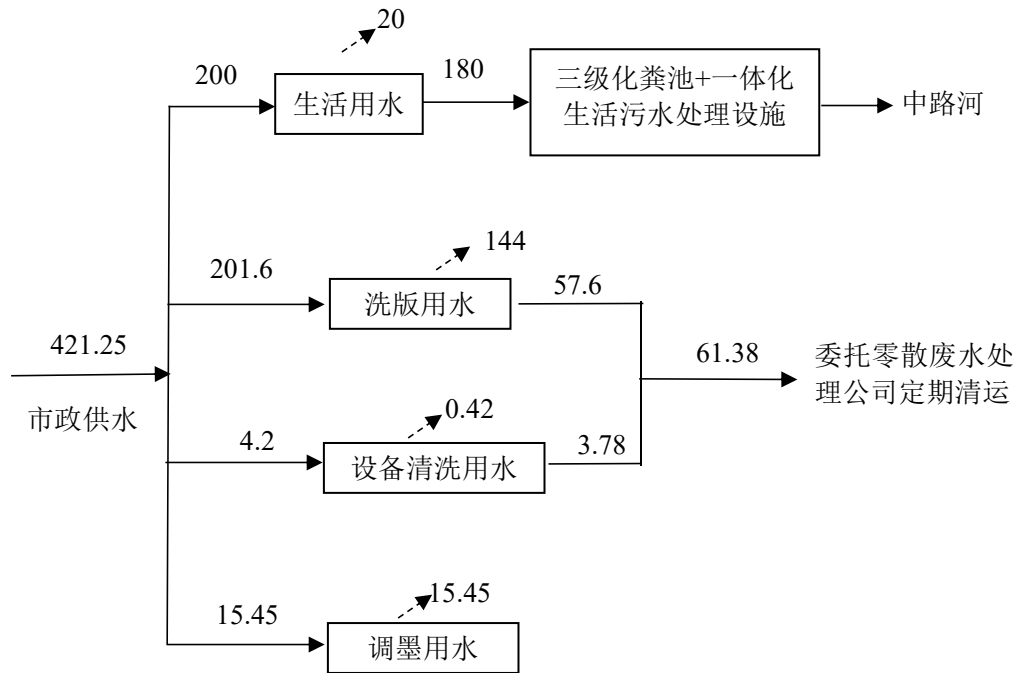 20
200
生活用水
180
三级化粪池+一体化
生活污水处理设施
中路河
144
201.6
洗版用水
57.6
421.25
市政供水
61.38
委托零散废水处
理公司定期清运
0.42
4.2
设备清洗用水
3.78
15.45
15.45
调墨用水